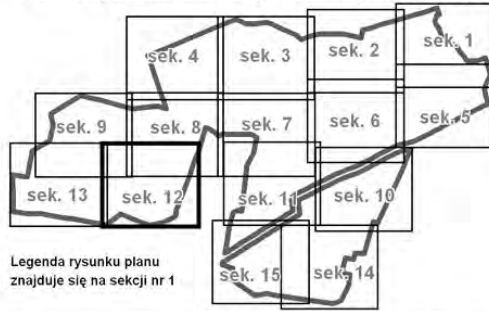 sek. 1
sek. 2
sek. 3
sek. 4
sek. 5
sek. 6
sek. 7
sek. 8
sek. 9
sek. 10
sek. 11
sek. 12
sek. 13
sek. 14
sek. 15
Legenda rysunku planu
znajduje się na sekcji nr 1